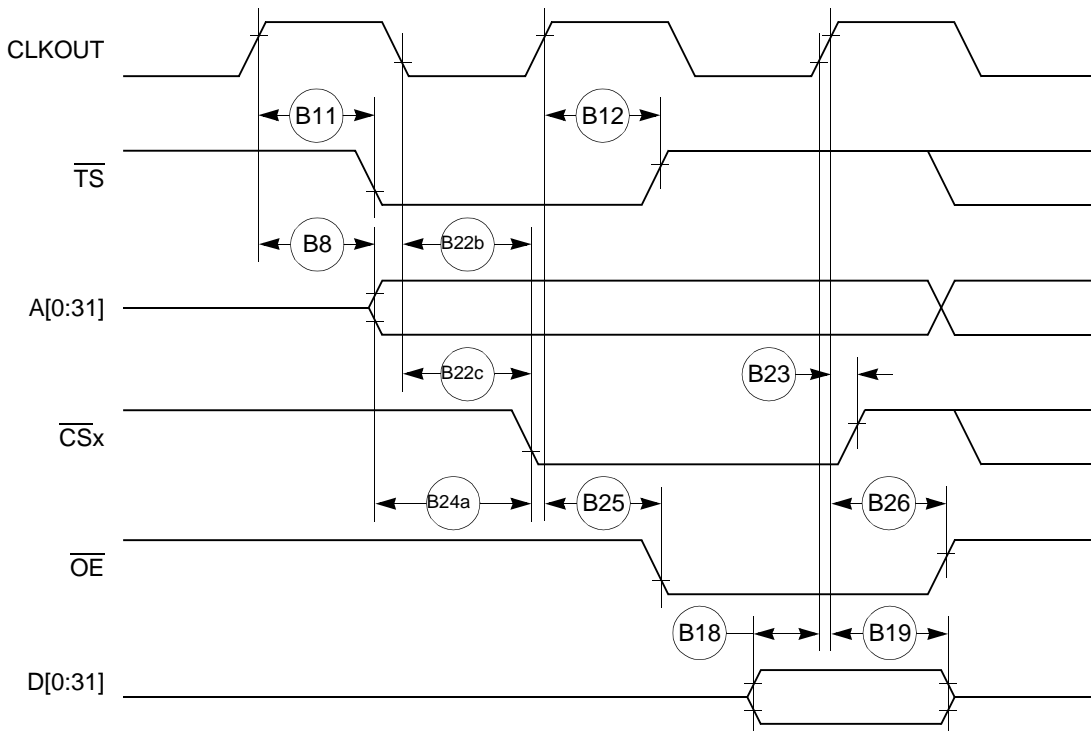 CLKOUT
B11
B12
TS
B8
B22b
A[0:31]
B22c
B23
CSx
B24a
B25
B26
OE
B18
B19
D[0:31]